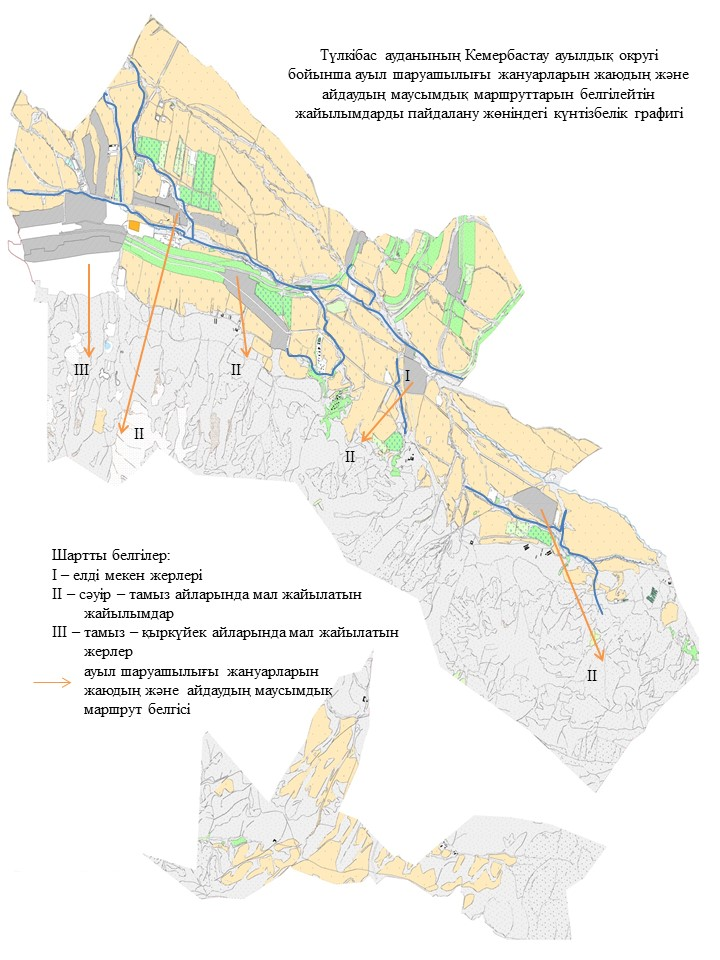 Түлкібас ауданының Кемербастау ауылдық округі
бойынша ауыл шаруашылығы жануарларын жаюдың және
айдаудың маусымдық маршруттарын белгілейтін
жайылымдарды пайдалану жөніндегі күнтізбелік графигі
I
III
II
II
II
II
Шартты белгілер:
I – елді мекен жерлері
II – сәуір – тамыз айларында мал жайылатын
жайылымдар
III – тамыз – қыркүйек айларында мал жайылатын
жерлер
ауыл шаруашылығы жануарларын
жаюдың және айдаудың маусымдық
маршрут белгісі